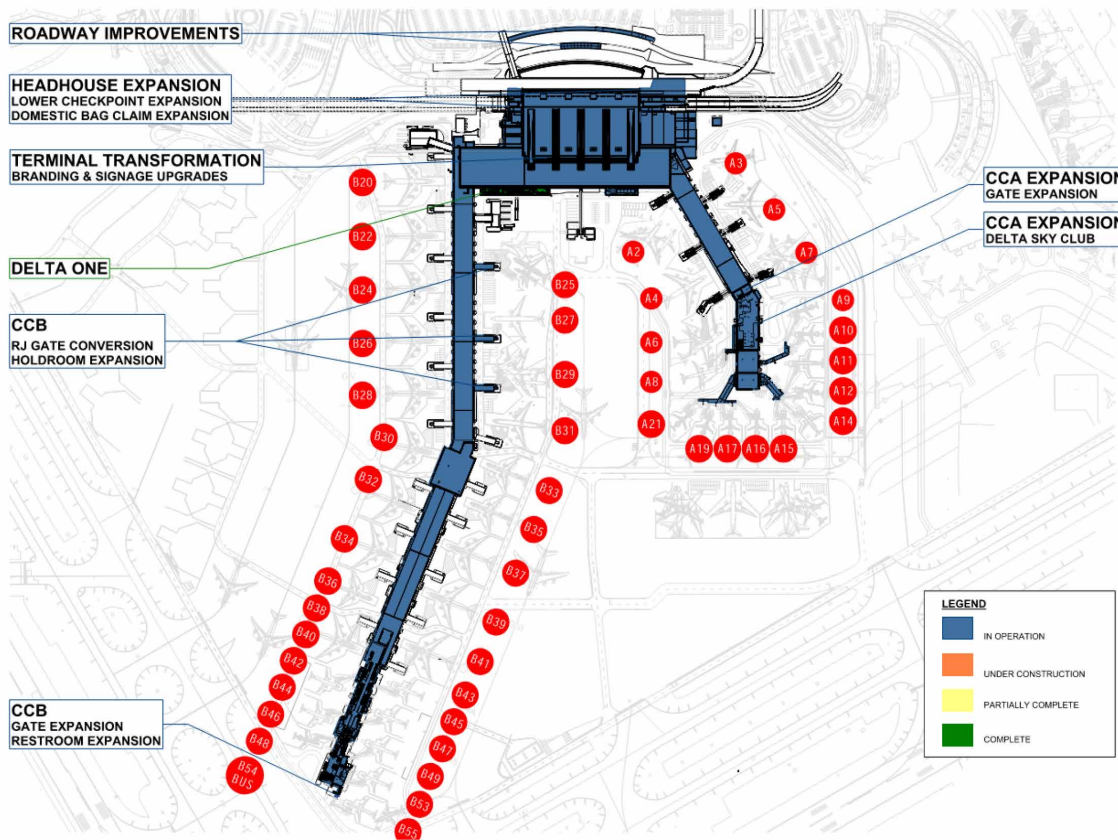 ROADWAY IMPROVEMENTS
HEADHOUSE EXPANSION
LOWER CHECKPOINT EXPANSION
DOMESTIC BAG CLAIM EXPANSION
TERMINAL TRANSFORMATION
BRANDING & SIGNAGE UPGRADES
DELTA ONE
CCB
RJ GATE CONVERSION
HOLDROOM EXPANSION
CCB
GATE EXPANSION
RESTROOM EXPANSION
CCA EXPANSION
GATE EXPANSION
CCA EXPANSION
DELTA SKY CLUB
B20
B22
B24
B26
B28
B30
B32
B34
B36
B38
B40
B42
B44
B46
B48
B54
BUS
B25
B27
B29
B31
B33
B35
B37
B39
B41
B43
B45
B47
B49
B53
B55
A2
A4
A6
A8
A21
A19
A17
A16
A15
A3
A5
A7
A9
A10
A11
A12
A14
LEGEND
IN OPERATION
UNDER CONSTRUCTION
PARTIALLY COMPLETE
COMPLETE